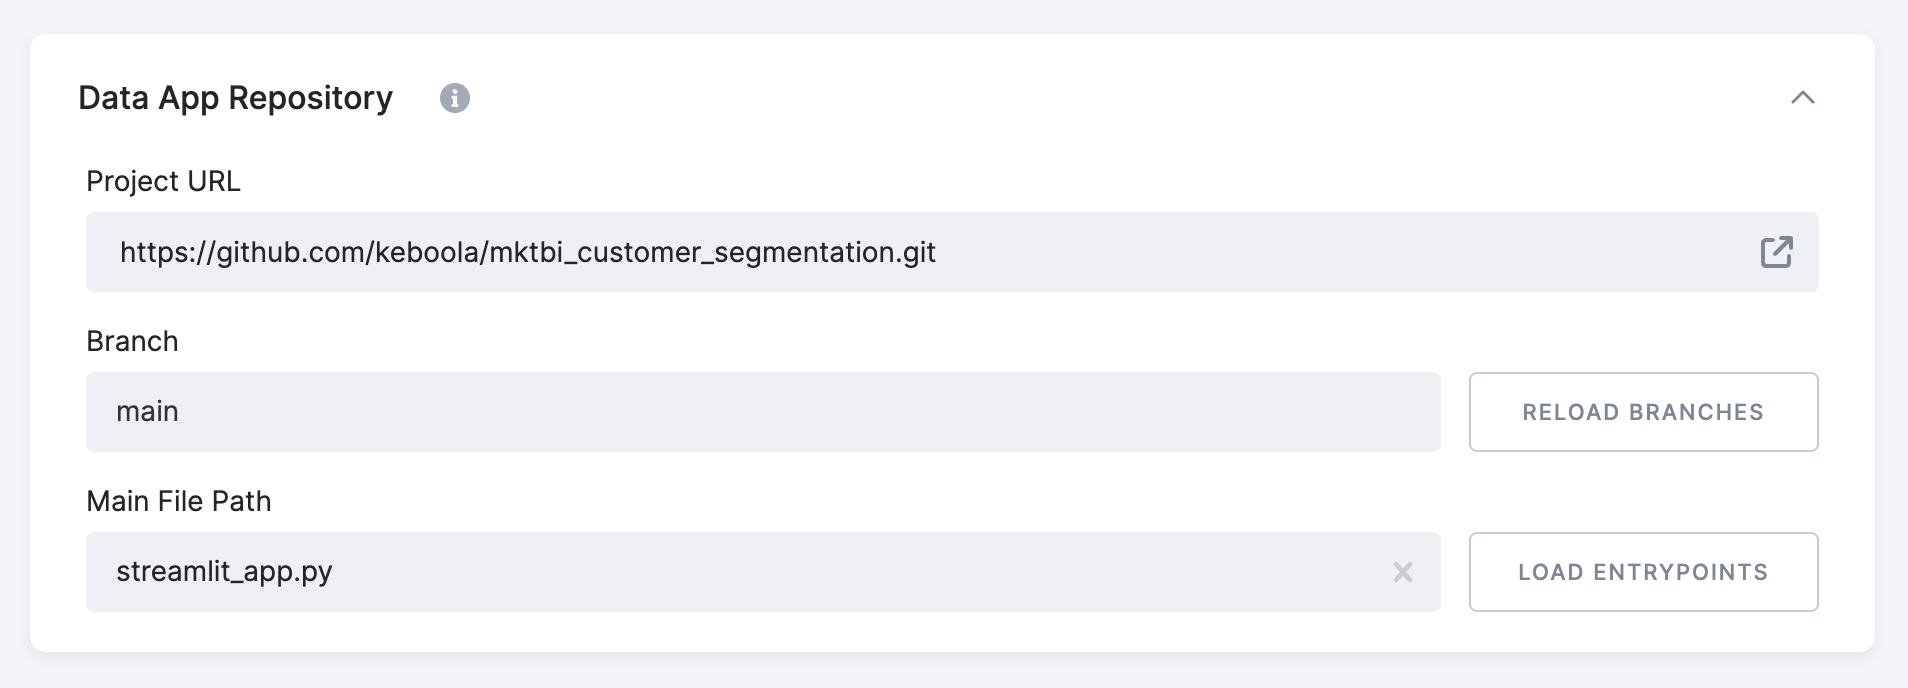 Data App Repository
Project URL
https://github.com/keboola/mktbi_customer_segmentation.git
Branch
main
RELOAD BRANCHES
Main File Path
streamlit_app.py
LOAD ENTRYPOINTS